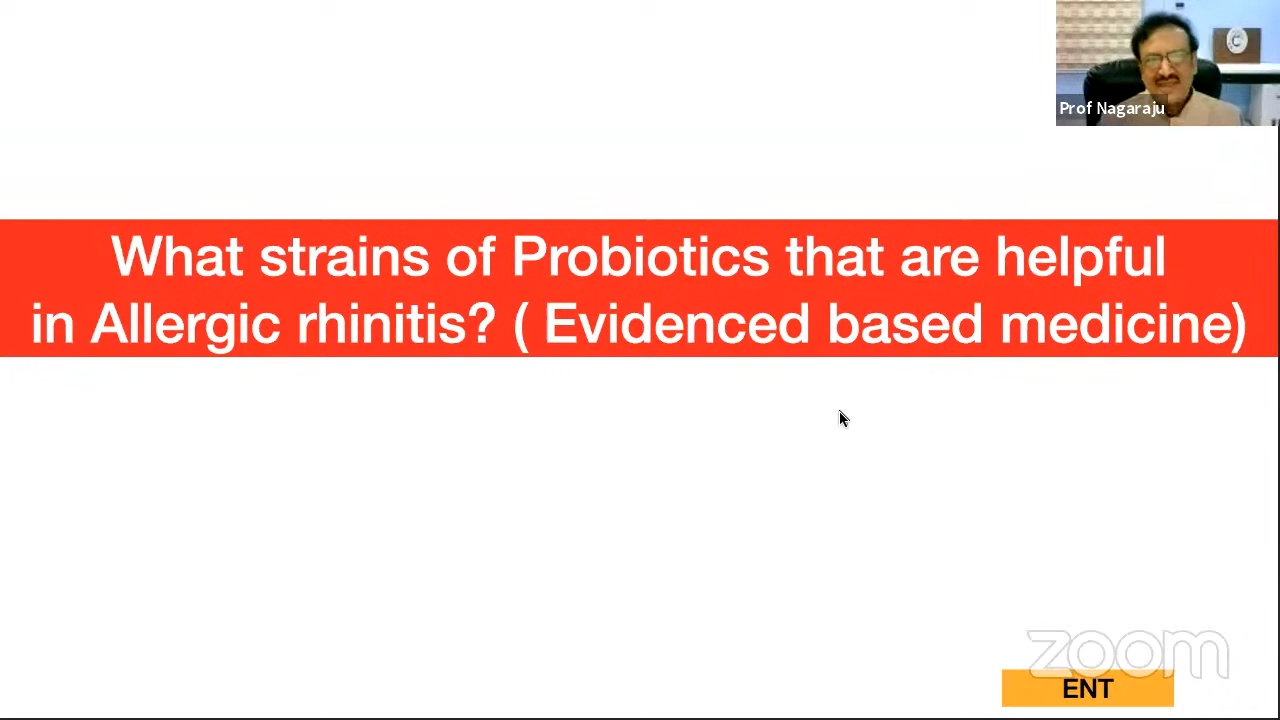 Prof Nagaraju
What strains of Probiotics that are helpful
in Allergic rhinitis? ( Evidenced based medicine)
zoom
ENT